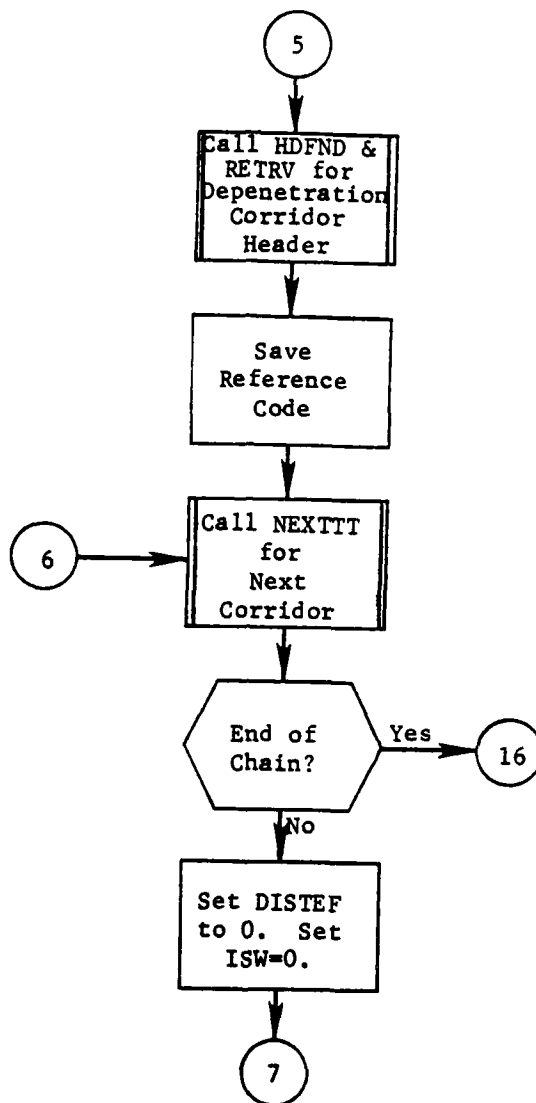 5
Call HDFND &
RETRV for
Depenetration
Corridor
Header
Save
Reference
Code
6
Call NEXTTT
for
Next
Corridor
End of
Chain?
Yes
16
No
Set DISTEF
to 0. Set
ISW=0.
7